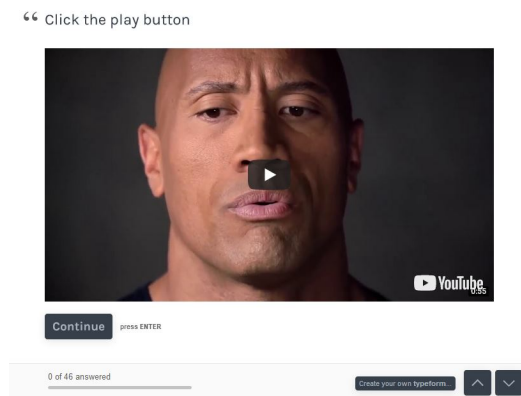 “ Click the play button
YouTube
0:55
Continue press ENTER
0 of 46 answered
Create your own typeform...